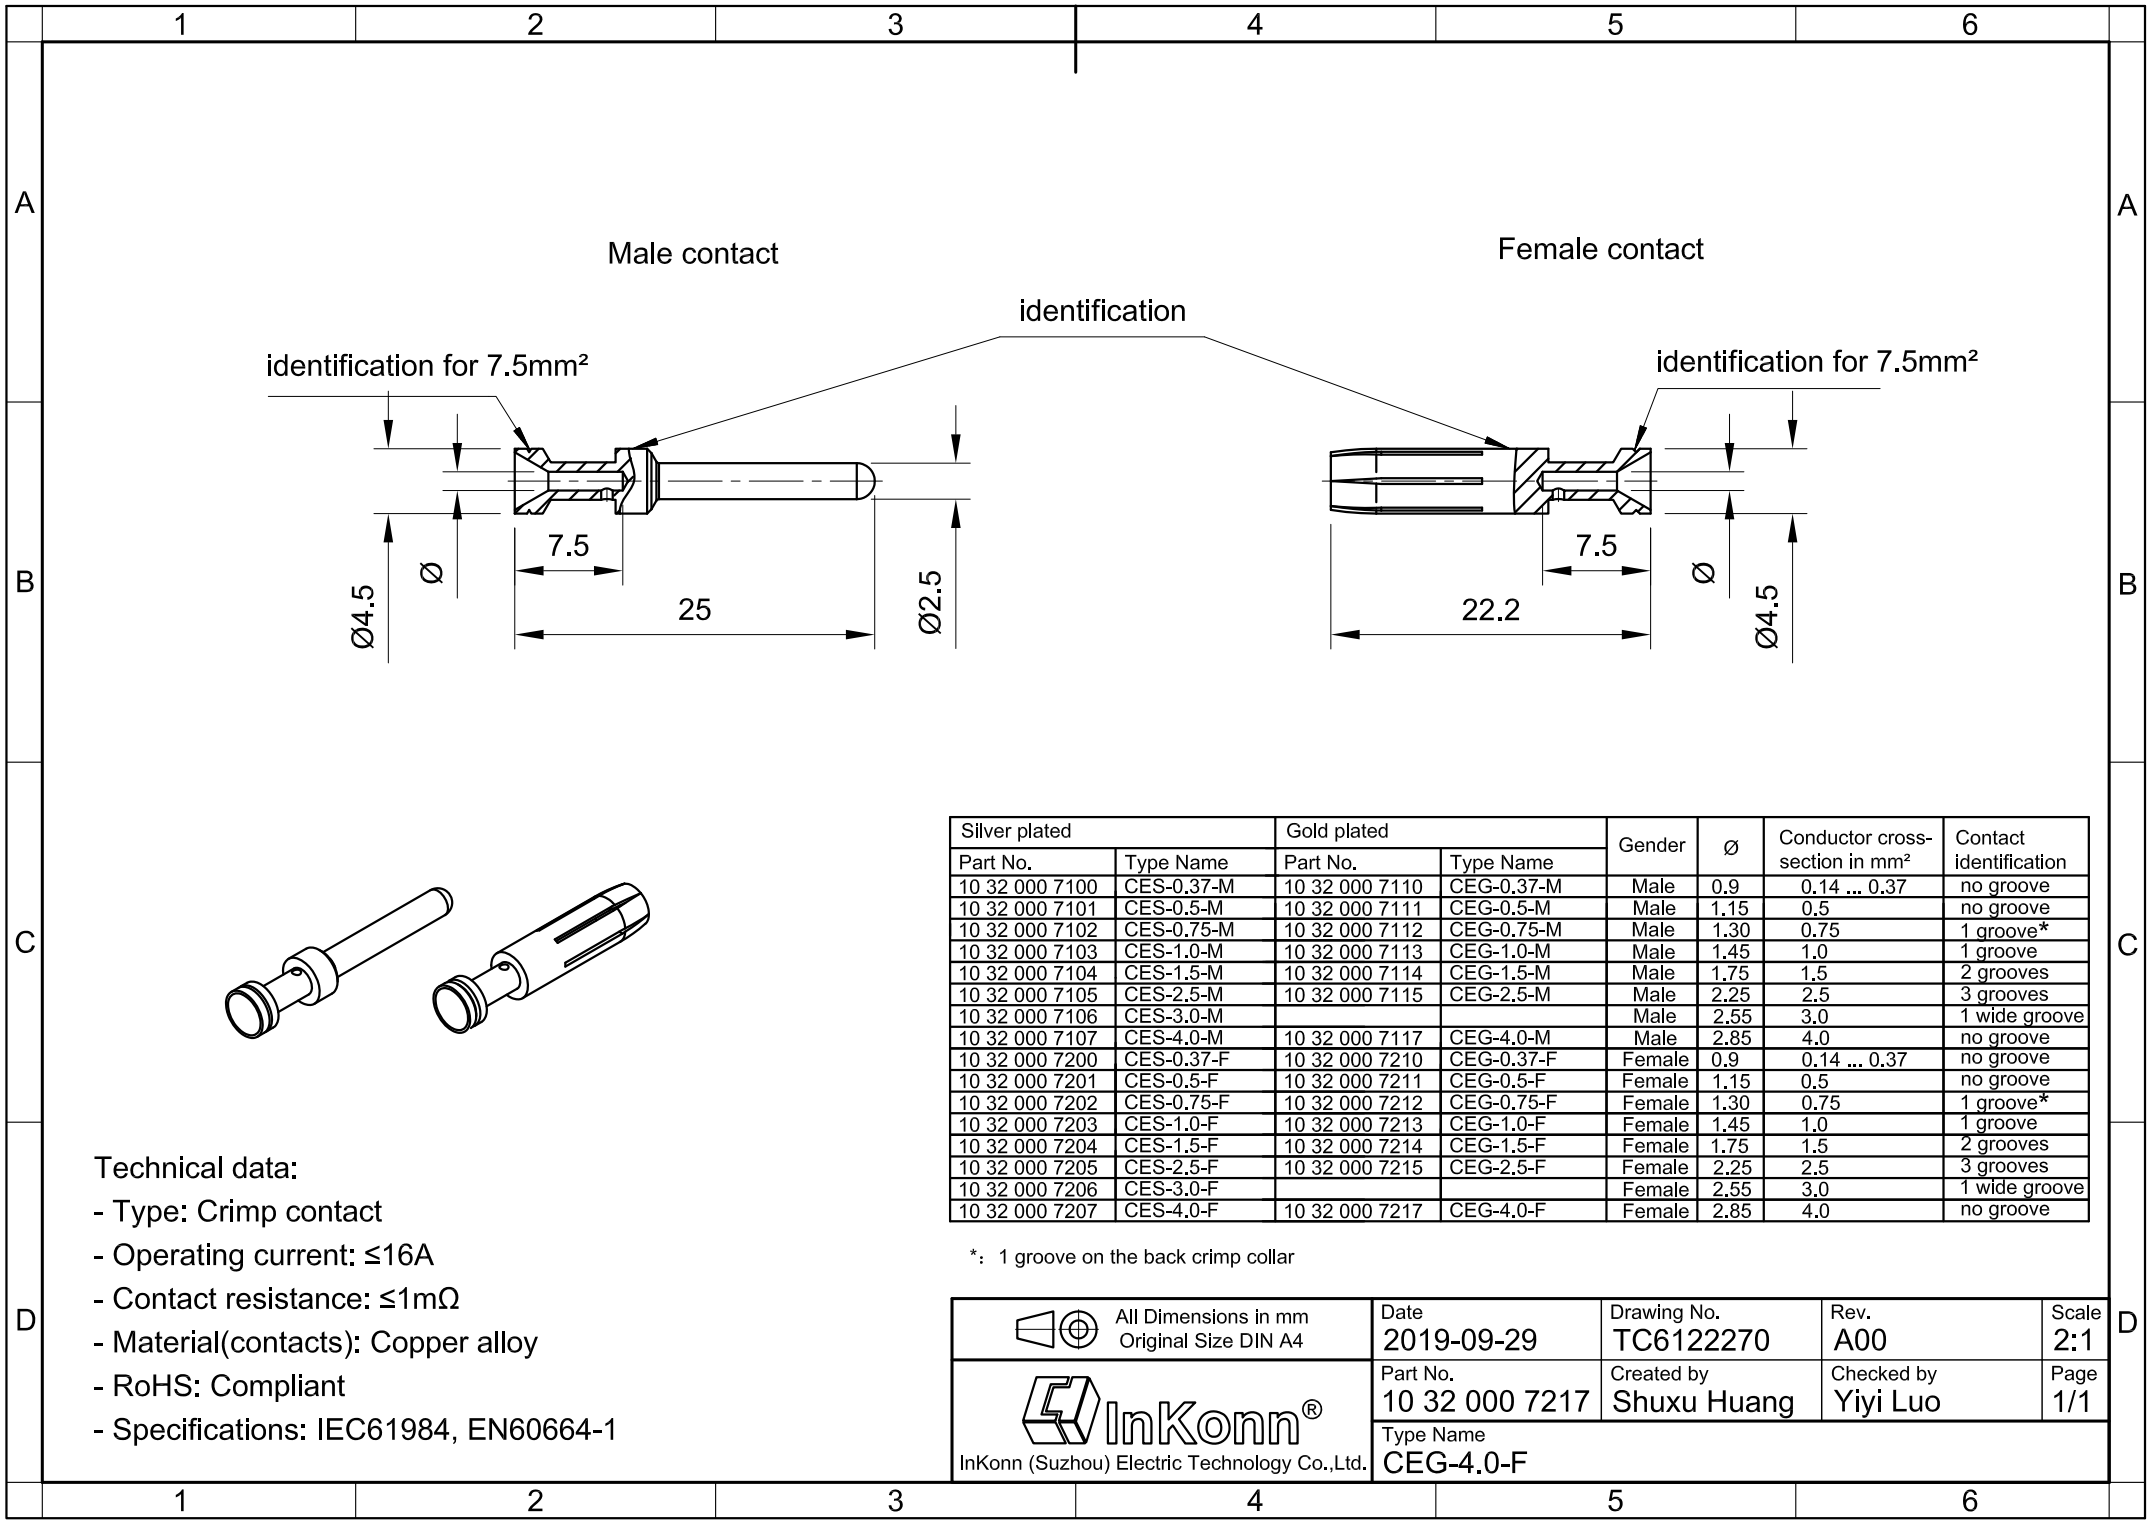 1 2 3 4 5 6
A A
Male contact
Female contact
identification
identification for 7.5mm²
identification for 7.5mm²
7.5
7.5
Ø
Ø
25
22.2
Ø4.5
Ø2.5
Ø4.5
B B
C C
Silver plated Gold plated Gender Ø Conductor cross-section in mm² Contact identification
Part No. Type Name Part No. Type Name
10 32 000 7100 CES-0.37-M 10 32 000 7110 CEG-0.37-M Male 0.9 0.14 ... 0.37 no groove
10 32 000 7101 CES-0.5-M 10 32 000 7111 CEG-0.5-M Male 1.15 0.5 no groove
10 32 000 7102 CES-0.75-M 10 32 000 7112 CEG-0.75-M Male 1.30 0.75 1 groove*
10 32 000 7103 CES-1.0-M 10 32 000 7113 CEG-1.0-M Male 1.45 1.0 1 groove
10 32 000 7104 CES-1.5-M 10 32 000 7114 CEG-1.5-M Male 1.75 1.5 2 grooves
10 32 000 7105 CES-2.5-M 10 32 000 7115 CEG-2.5-M Male 2.25 2.5 3 grooves
10 32 000 7106 CES-3.0-M Male 2.55 3.0 1 wide groove
10 32 000 7107 CES-4.0-M 10 32 000 7117 CEG-4.0-M Male 2.85 4.0 no groove
10 32 000 7200 CES-0.37-F 10 32 000 7210 CEG-0.37-F Female 0.9 0.14 ... 0.37 no groove
10 32 000 7201 CES-0.5-F 10 32 000 7211 CEG-0.5-F Female 1.15 0.5 no groove
10 32 000 7202 CES-0.75-F 10 32 000 7212 CEG-0.75-F Female 1.30 0.75 1 groove*
10 32 000 7203 CES-1.0-F 10 32 000 7213 CEG-1.0-F Female 1.45 1.0 1 groove
10 32 000 7204 CES-1.5-F 10 32 000 7214 CEG-1.5-F Female 1.75 1.5 2 grooves
10 32 000 7205 CES-2.5-F 10 32 000 7215 CEG-2.5-F Female 2.25 2.5 3 grooves
10 32 000 7206 CES-3.0-F Female 2.55 3.0 1 wide groove
10 32 000 7207 CES-4.0-F 10 32 000 7217 CEG-4.0-F Female 2.85 4.0 no groove
*: 1 groove on the back crimp collar
Technical data:
- Type: Crimp contact
- Operating current: ≤16A
- Contact resistance: ≤1mΩ
- Material(contacts): Copper alloy
- RoHS: Compliant
- Specifications: IEC61984, EN60664-1
D D
All Dimensions in mm
Original Size DIN A4
Date Drawing No. Rev. Scale
2019-09-29 TC6122270 A00 2:1
Part No. Created by Checked by Page
10 32 000 7217 Shuxu Huang Yiyi Luo 1/1
InKonn®
InKonn (Suzhou) Electric Technology Co.,Ltd.
Type Name
CEG-4.0-F
1 2 3 4 5 6